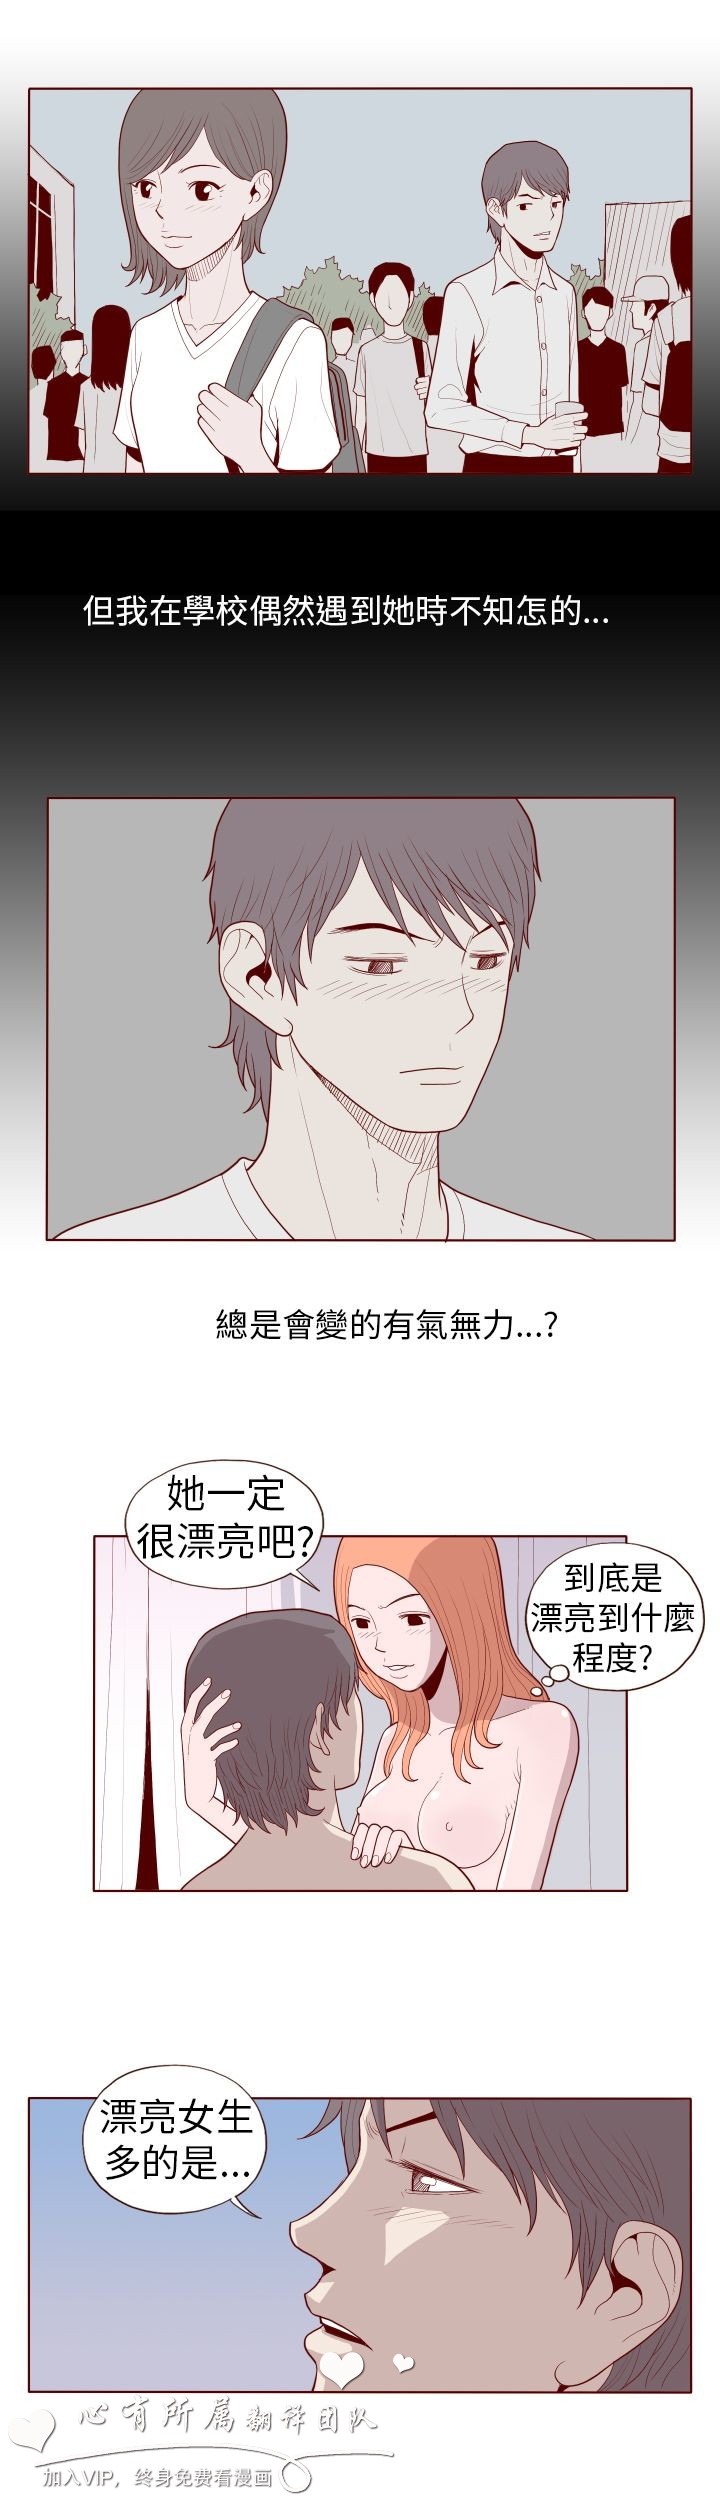 但我在學校偶然遇到她時不知怎的...
總是會變的有氣無力...?
她一定
很漂亮吧?
到底是
漂亮到什麼
程度?
漂亮女生
多的是...
心有所属翻译团队
加入VIP，终身免费看漫画